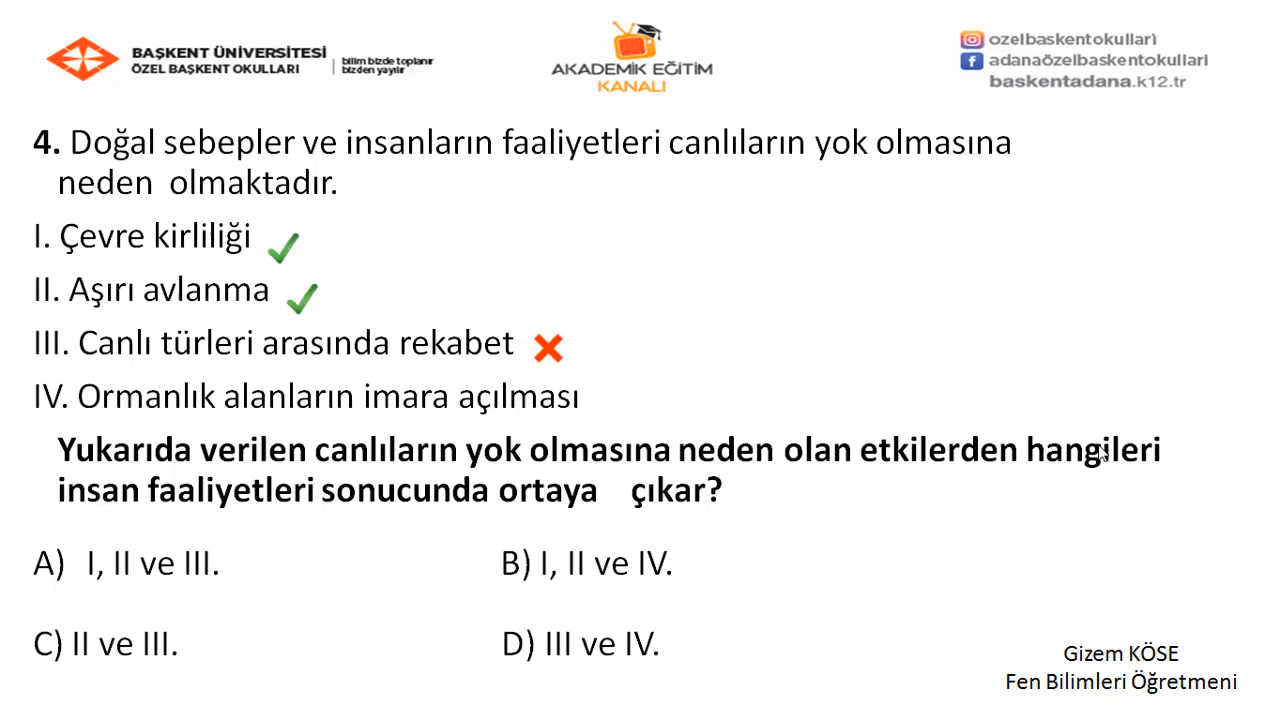 BAŞKENT ÜNİVERSİTESİ
ÖZEL BAŞKENT OKULLARI
bilim bizde toplanır
bizden yayılır
AKADEMİK EĞİTİM
KANALI
ozelbaskentokulları
adanaözelbaskentokullari
baskentadana.k12.tr
4. Doğal sebepler ve insanların faaliyetleri canlıların yok olmasına
neden olmaktadır.
I. Çevre kirliliği
II. Aşırı avlanma
III. Canlı türleri arasında rekabet
IV. Ormanlık alanların imara açılması
Yukarıda verilen canlıların yok olmasına neden olan etkilerden hangileri
insan faaliyetleri sonucunda ortaya çıkar?
A) I, II ve III.
B) I, II ve IV.
C) II ve III.
D) III ve IV.
Gizem KÖSE
Fen Bilimleri Öğretmeni